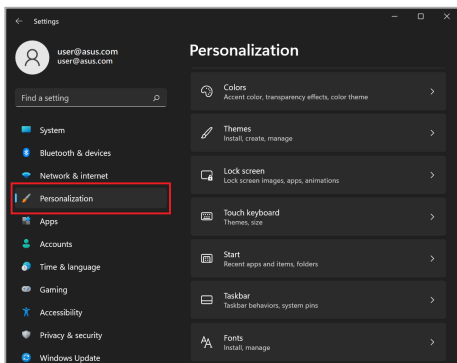 Settings
user@asus.com
user@asus.com
Find a setting
System
Bluetooth & devices
Network & internet
Personalization
Apps
Accounts
Time & language
Gaming
Accessibility
Privacy & security
Windows Update
Personalization
Colors
Accent color, transparency effects, color theme
Themes
Install, create, manage
Lock screen
Lock screen images, apps, animations
Touch keyboard
Themes, size
Start
Recent apps and items, folders
Taskbar
Taskbar behaviors, system pins
Fonts
Install, manage